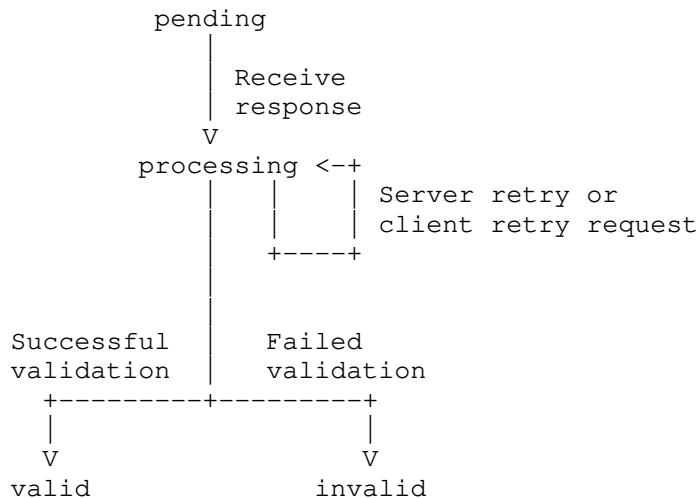 pending
Receive
response
processing
Server retry or
client retry request
Successful Failed
validation validation
valid invalid